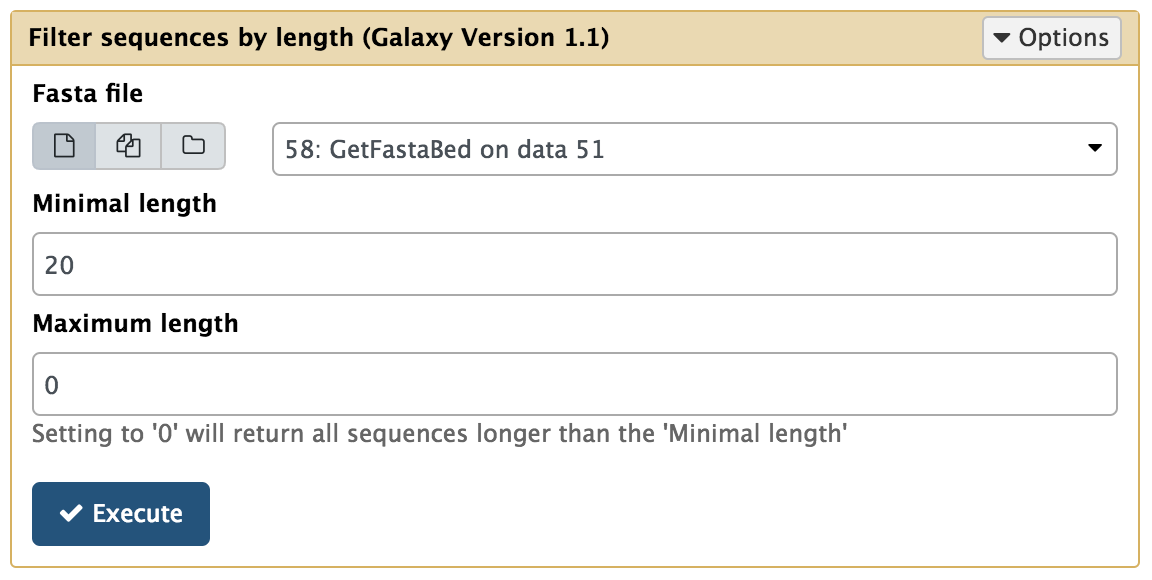 Filter sequences by length (Galaxy Version 1.1)
Options
Fasta file
58: GetFastaBed on data 51
Minimal length
20
Maximum length
0
Setting to '0' will return all sequences longer than the 'Minimal length'
Execute